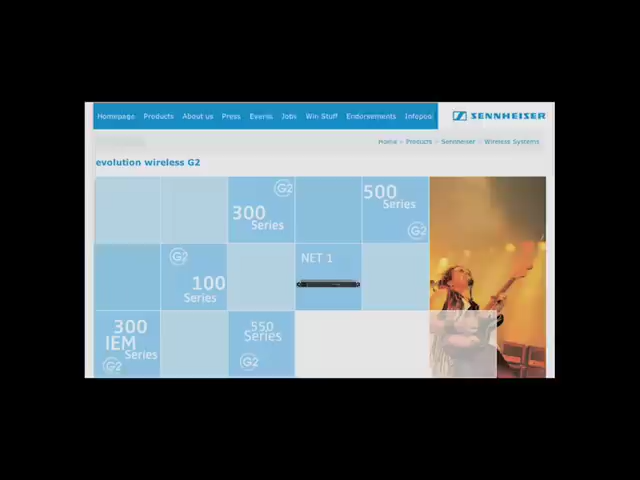 Homepage Products About us Press Events Jobs Win Stuff Endorsements Infopool
SENNHEISER
Home > Products > Sennheiser > Wireless Systems
evolution wireless G2
G2
300
Series
500
Series
G2
G2
100
Series
NET 1
300
IEM
Series
G2
550
Series
G2